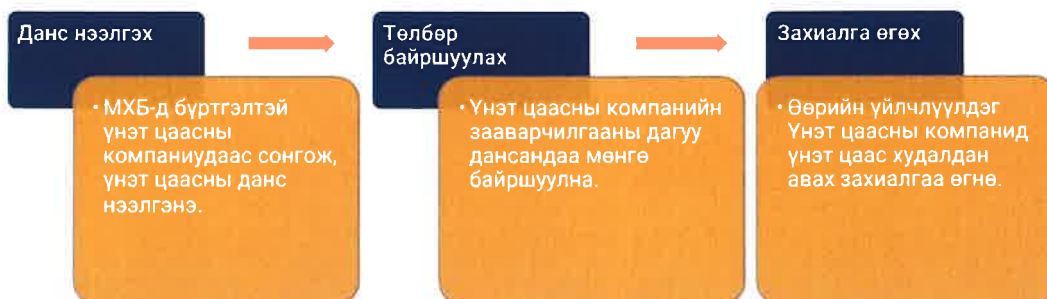 Данс нээлгэх
• МХБ-д бүртгэлтэй
үнэт цаасны
компаниудаас сонгож,
үнэт цаасны данс
нээлгэнэ.
Төлбөр
байршуулах
• Үнэт цаасны компанийн
зааварчилгааны дагуу
дансандаа мөнгө
байршуулна.
Захиалга өгөх
• Өөрийн үйлчлүүлдэг
Үнэт цаасны компанид
үнэт цаас худалдан
авах захиалгаа өгнө.